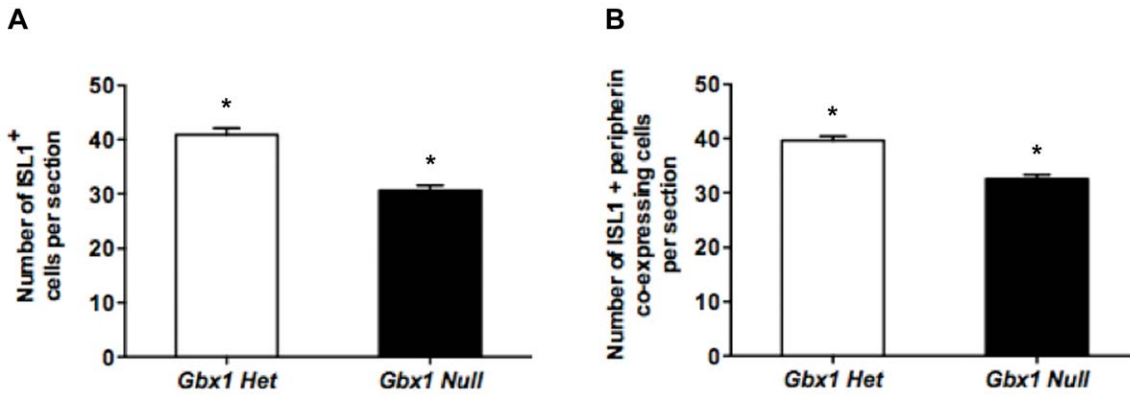 A
Number of ISL1+
cells per section
50
40
30
20
10
0
*
*
Gbx1 Het
Gbx1 Null
B
Number of ISL1 + peripherin
co-expressing cells
per section
50
40
30
20
10
0
*
*
Gbx1 Het
Gbx1 Null